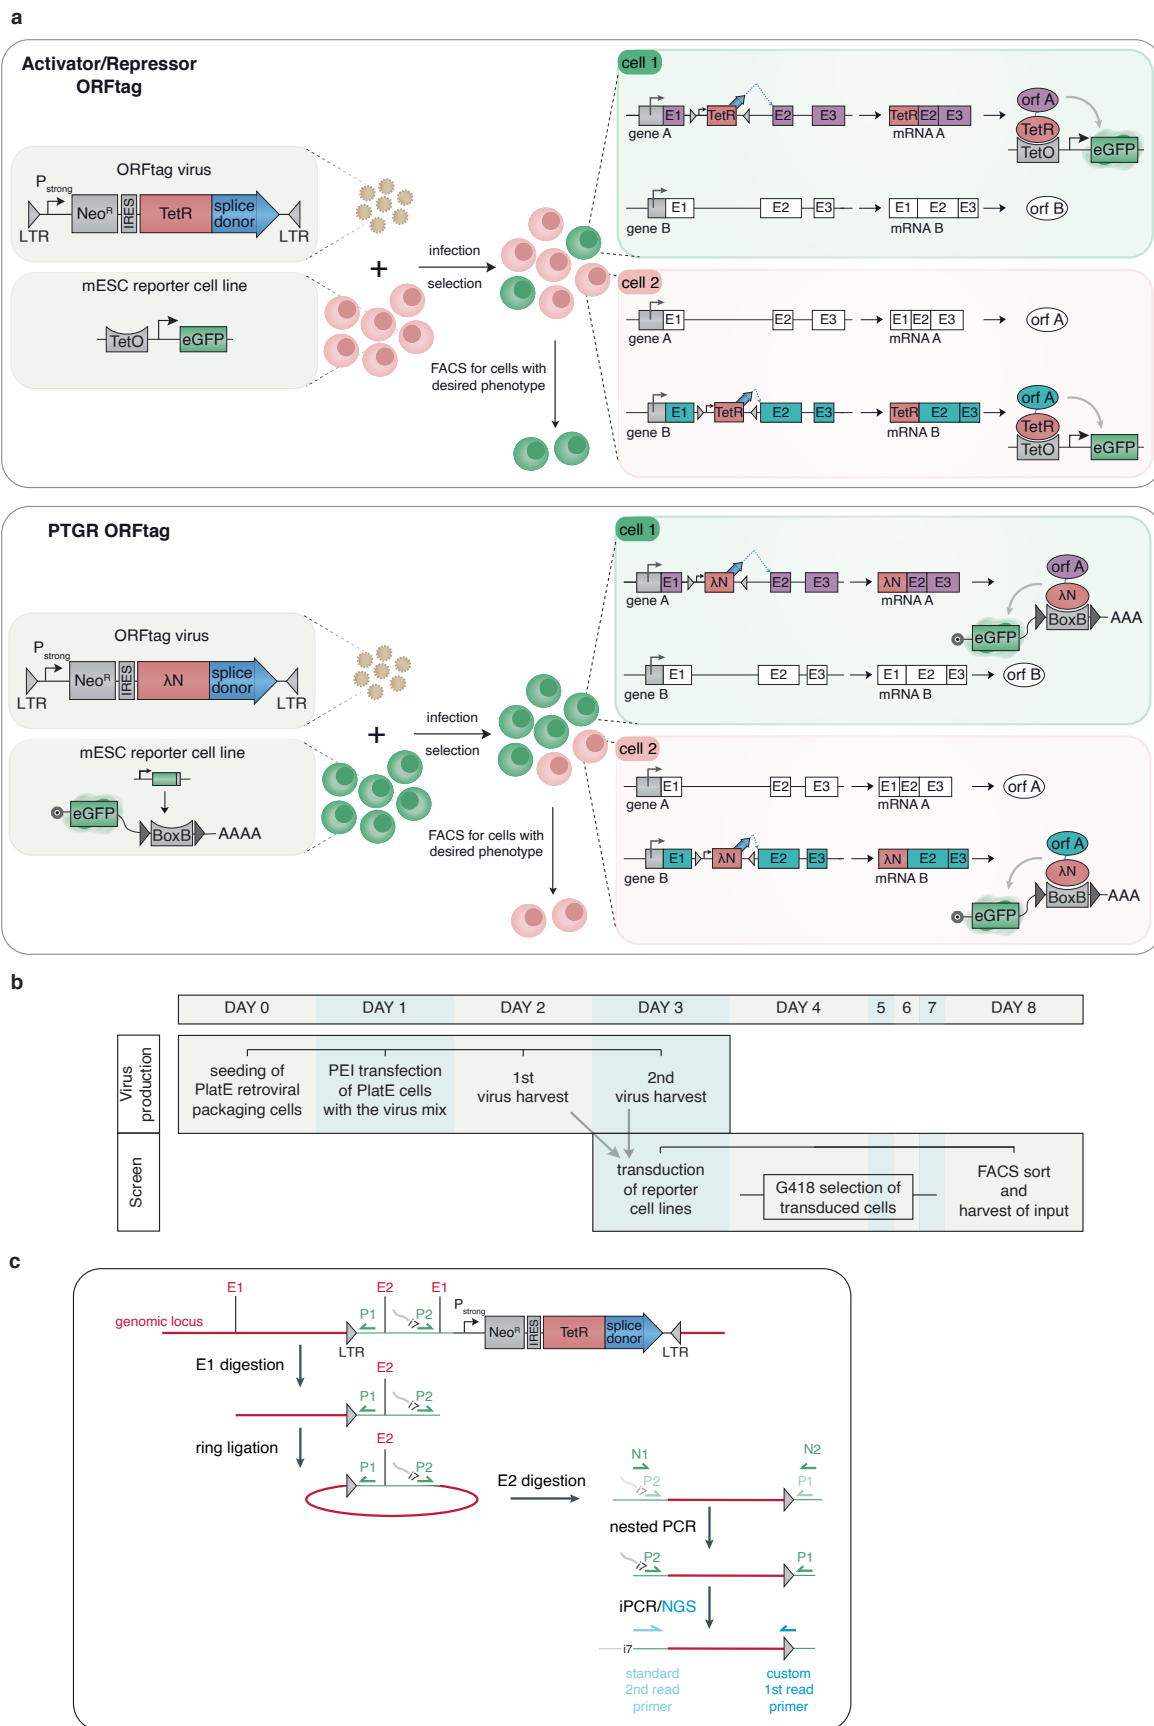 a
Activator/Repressor
ORFtag
ORFtag virus
P strong
NeoR
IRES
TetR
splice
donor
LTR
LTR
mESC reporter cell line
TetO
eGFP
+
infection
selection
FACS for cells with
desired phenotype
cell 1
E1
TetR
E2
E3
gene A
TetR E2 E3
mRNA A
orf A
TetR
TetO
eGFP
E1
E2
E3
gene B
E1 E2 E3
mRNA B
orf B
cell 2
E1
E2
E3
gene A
E1 E2 E3
mRNA A
orf A
E1
TetR
E2
E3
gene B
TetR E2 E3
mRNA B
orf A
TetR
TetO
eGFP
PTGR ORFtag
ORFtag virus
P strong
NeoR
IRES
λN
splice
donor
LTR
LTR
mESC reporter cell line
eGFP
BoxB
AAAA
+
infection
selection
FACS for cells with
desired phenotype
cell 1
E1
λN
E2
E3
gene A
λN E2 E3
mRNA A
orf A
λN
BoxB
AAA
eGFP
E1
E2
E3
gene B
E1 E2 E3
mRNA B
orf B
cell 2
E1
E2
E3
gene A
E1 E2 E3
mRNA A
orf A
E1
λN
E2
E3
gene B
λN E2 E3
mRNA B
orf A
λN
BoxB
AAA
eGFP
b
DAY 0 DAY 1 DAY 2 DAY 3 DAY 4 5 6 7 DAY 8
Virus
production
seeding of
PlatE retroviral
packaging cells
PEI transfection
of PlatE cells
with the virus mix
1st
virus harvest
2nd
virus harvest
Screen
transduction
of reporter
cell lines
G418 selection of
transduced cells
FACS sort
and
harvest of input
c
E1
E2
E1
genomic locus
P1
i7
P2
P strong
NeoR
IRES
TetR
splice
donor
LTR
LTR
E1 digestion
E2
P1
i7
P2
ring ligation
E2
P1
i7
P2
E2 digestion
N1
N2
P2
i7
P1
nested PCR
i7
P2
P1
iPCR/NGS
i7
standard
2nd read
primer
custom
1st read
primer